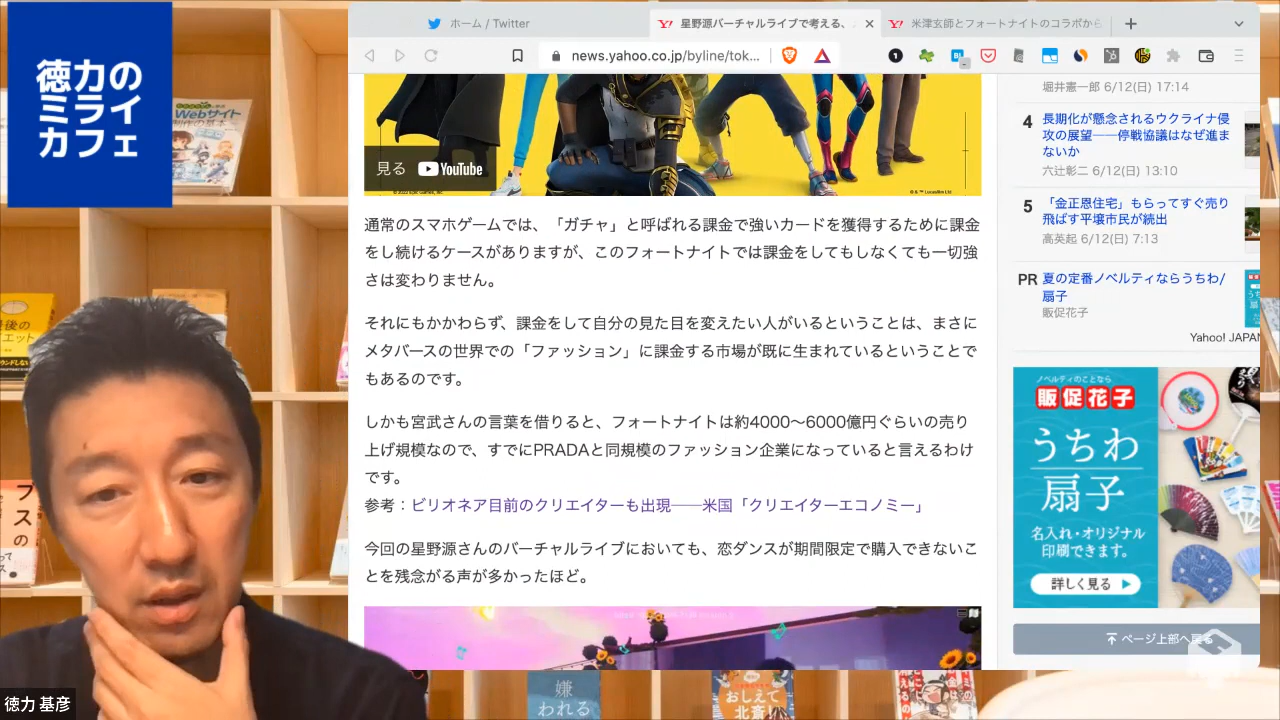 徳力の
ミライ
カフェ
Webサイト
制作の基本
最後の
嫌
われる
おしえて
北斎!
徳力 基彦
ホーム / Twitter
星野源バーチャルライブで考える、
米津玄師とフォートナイトのコラボから
news.yahoo.co.jp/byline/tok...
見る YouTube
通常のスマホゲームでは、「ガチャ」と呼ばれる課金で強いカードを獲得するために課金
をし続けるケースがありますが、このフォートナイトでは課金をしてもしなくても一切強
さは変わりません。
それにもかかわらず、課金をして自分の見た目を変えたい人がいるということは、まさに
メタバースの世界での「ファッション」に課金する市場が既に生まれているということで
もあるのです。
しかも宮武さんの言葉を借りると、フォートナイトは約4000〜6000億円ぐらいの売り
上げ規模なので、すでにPRADAと同規模のファッション企業になっていると言えるわけ
です。
参考：ビリオネア目前のクリエイターも出現──米国「クリエイターエコノミー」
今回の星野源さんのバーチャルライブにおいても、恋ダンスが期間限定で購入できないこ
とを残念がる声が多かったほど。
堀井憲一郎 6/12(日) 17:14
4 長期化が懸念されるウクライナ侵
攻の展望――停戦協議はなぜ進ま
ないか
六辻彰二 6/12(日) 13:10
5 「金正恩住宅」もらってすぐ売り
飛ばす平壌市民が続出
高英起 6/12(日) 7:13
PR 夏の定番ノベルティならうちわ/
扇子
販促花子
Yahoo! JAPAN
ノベルティのことなら
販促花子
うちわ
扇子
名入れ・オリジナル
印刷できます。
詳しく見る
ページ上部へ戻る